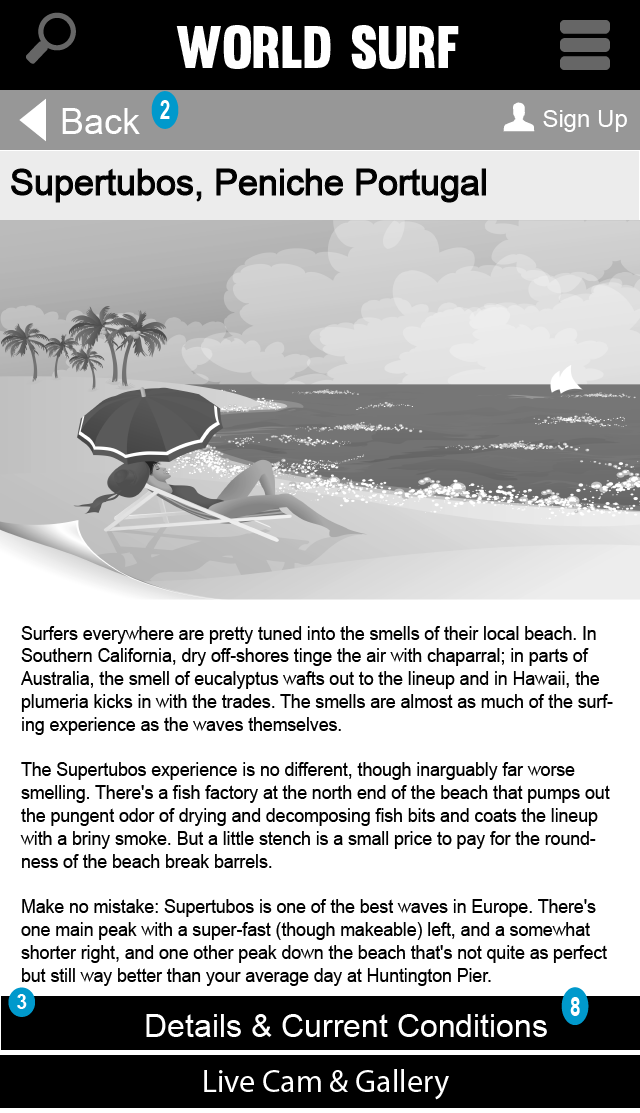 WORLD SURF
Back 2 Sign Up
Supertubos, Peniche Portugal
Surfers everywhere are pretty tuned into the smells of their local beach. In
Southern California, dry off-shores tinge the air with chaparral; in parts of
Australia, the smell of eucalyptus wafts out to the lineup and in Hawaii, the
plumeria kicks in with the trades. The smells are almost as much of the surf-
ing experience as the waves themselves.
The Supertubos experience is no different, though inarguably far worse
smelling. There's a fish factory at the north end of the beach that pumps out
the pungent odor of drying and decomposing fish bits and coats the lineup
with a briny smoke. But a little stench is a small price to pay for the round-
ness of the beach break barrels.
Make no mistake: Supertubos is one of the best waves in Europe. There's
one main peak with a super-fast (though makeable) left, and a somewhat
shorter right, and one other peak down the beach that's not quite as perfect
but still way better than your average day at Huntington Pier.
3 Details & Current Conditions 8
Live Cam & Gallery